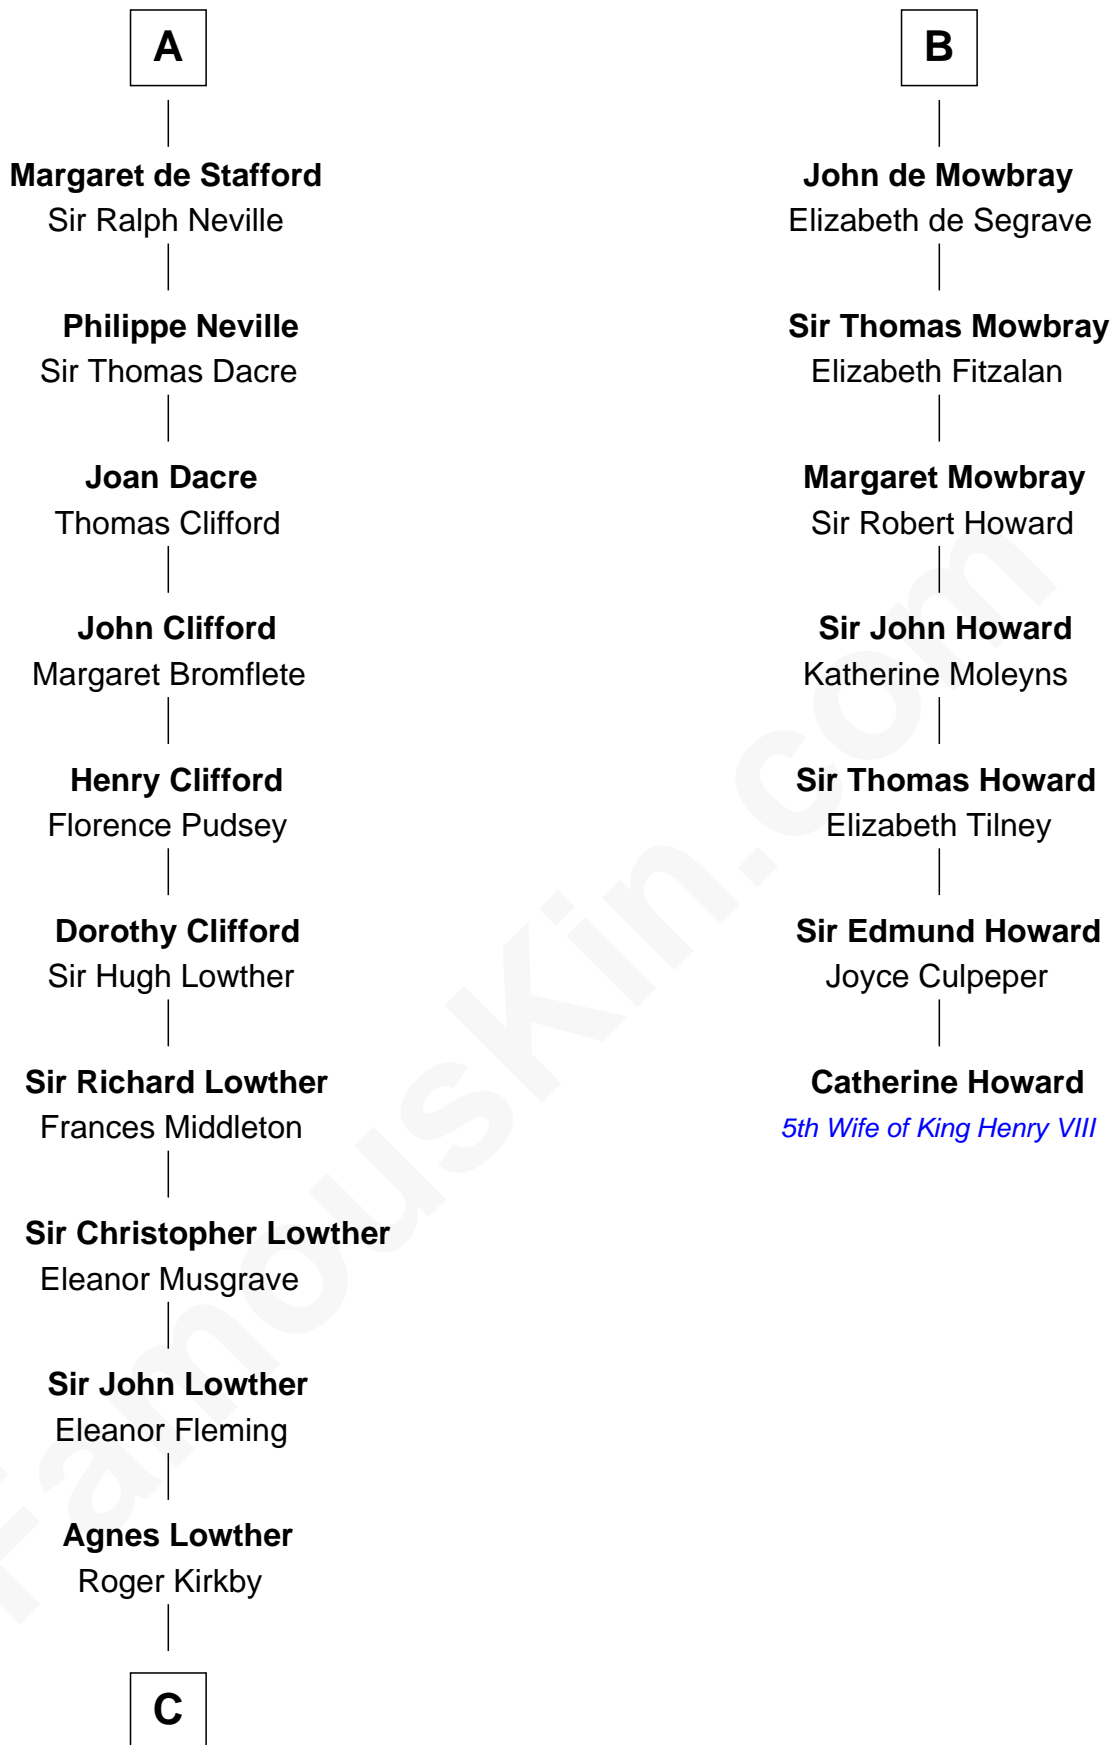 A
Margaret de Stafford
Sir Ralph Neville
Philippe Neville
Sir Thomas Dacre
Joan Dacre
Thomas Clifford
John Clifford
Margaret Bromflete
Henry Clifford
Florence Pudsey
Dorothy Clifford
Sir Hugh Lowther
Sir Richard Lowther
Frances Middleton
Sir Christopher Lowther
Eleanor Musgrave
Sir John Lowther
Eleanor Fleming
Agnes Lowther
Roger Kirkby
C
B
John de Mowbray
Elizabeth de Segrave
Sir Thomas Mowbray
Elizabeth Fitzalan
Margaret Mowbray
Sir Robert Howard
Sir John Howard
Katherine Moleyns
Sir Thomas Howard
Elizabeth Tilney
Sir Edmund Howard
Joyce Culpeper
Catherine Howard
5th Wife of King Henry VIII
FamousKin.com